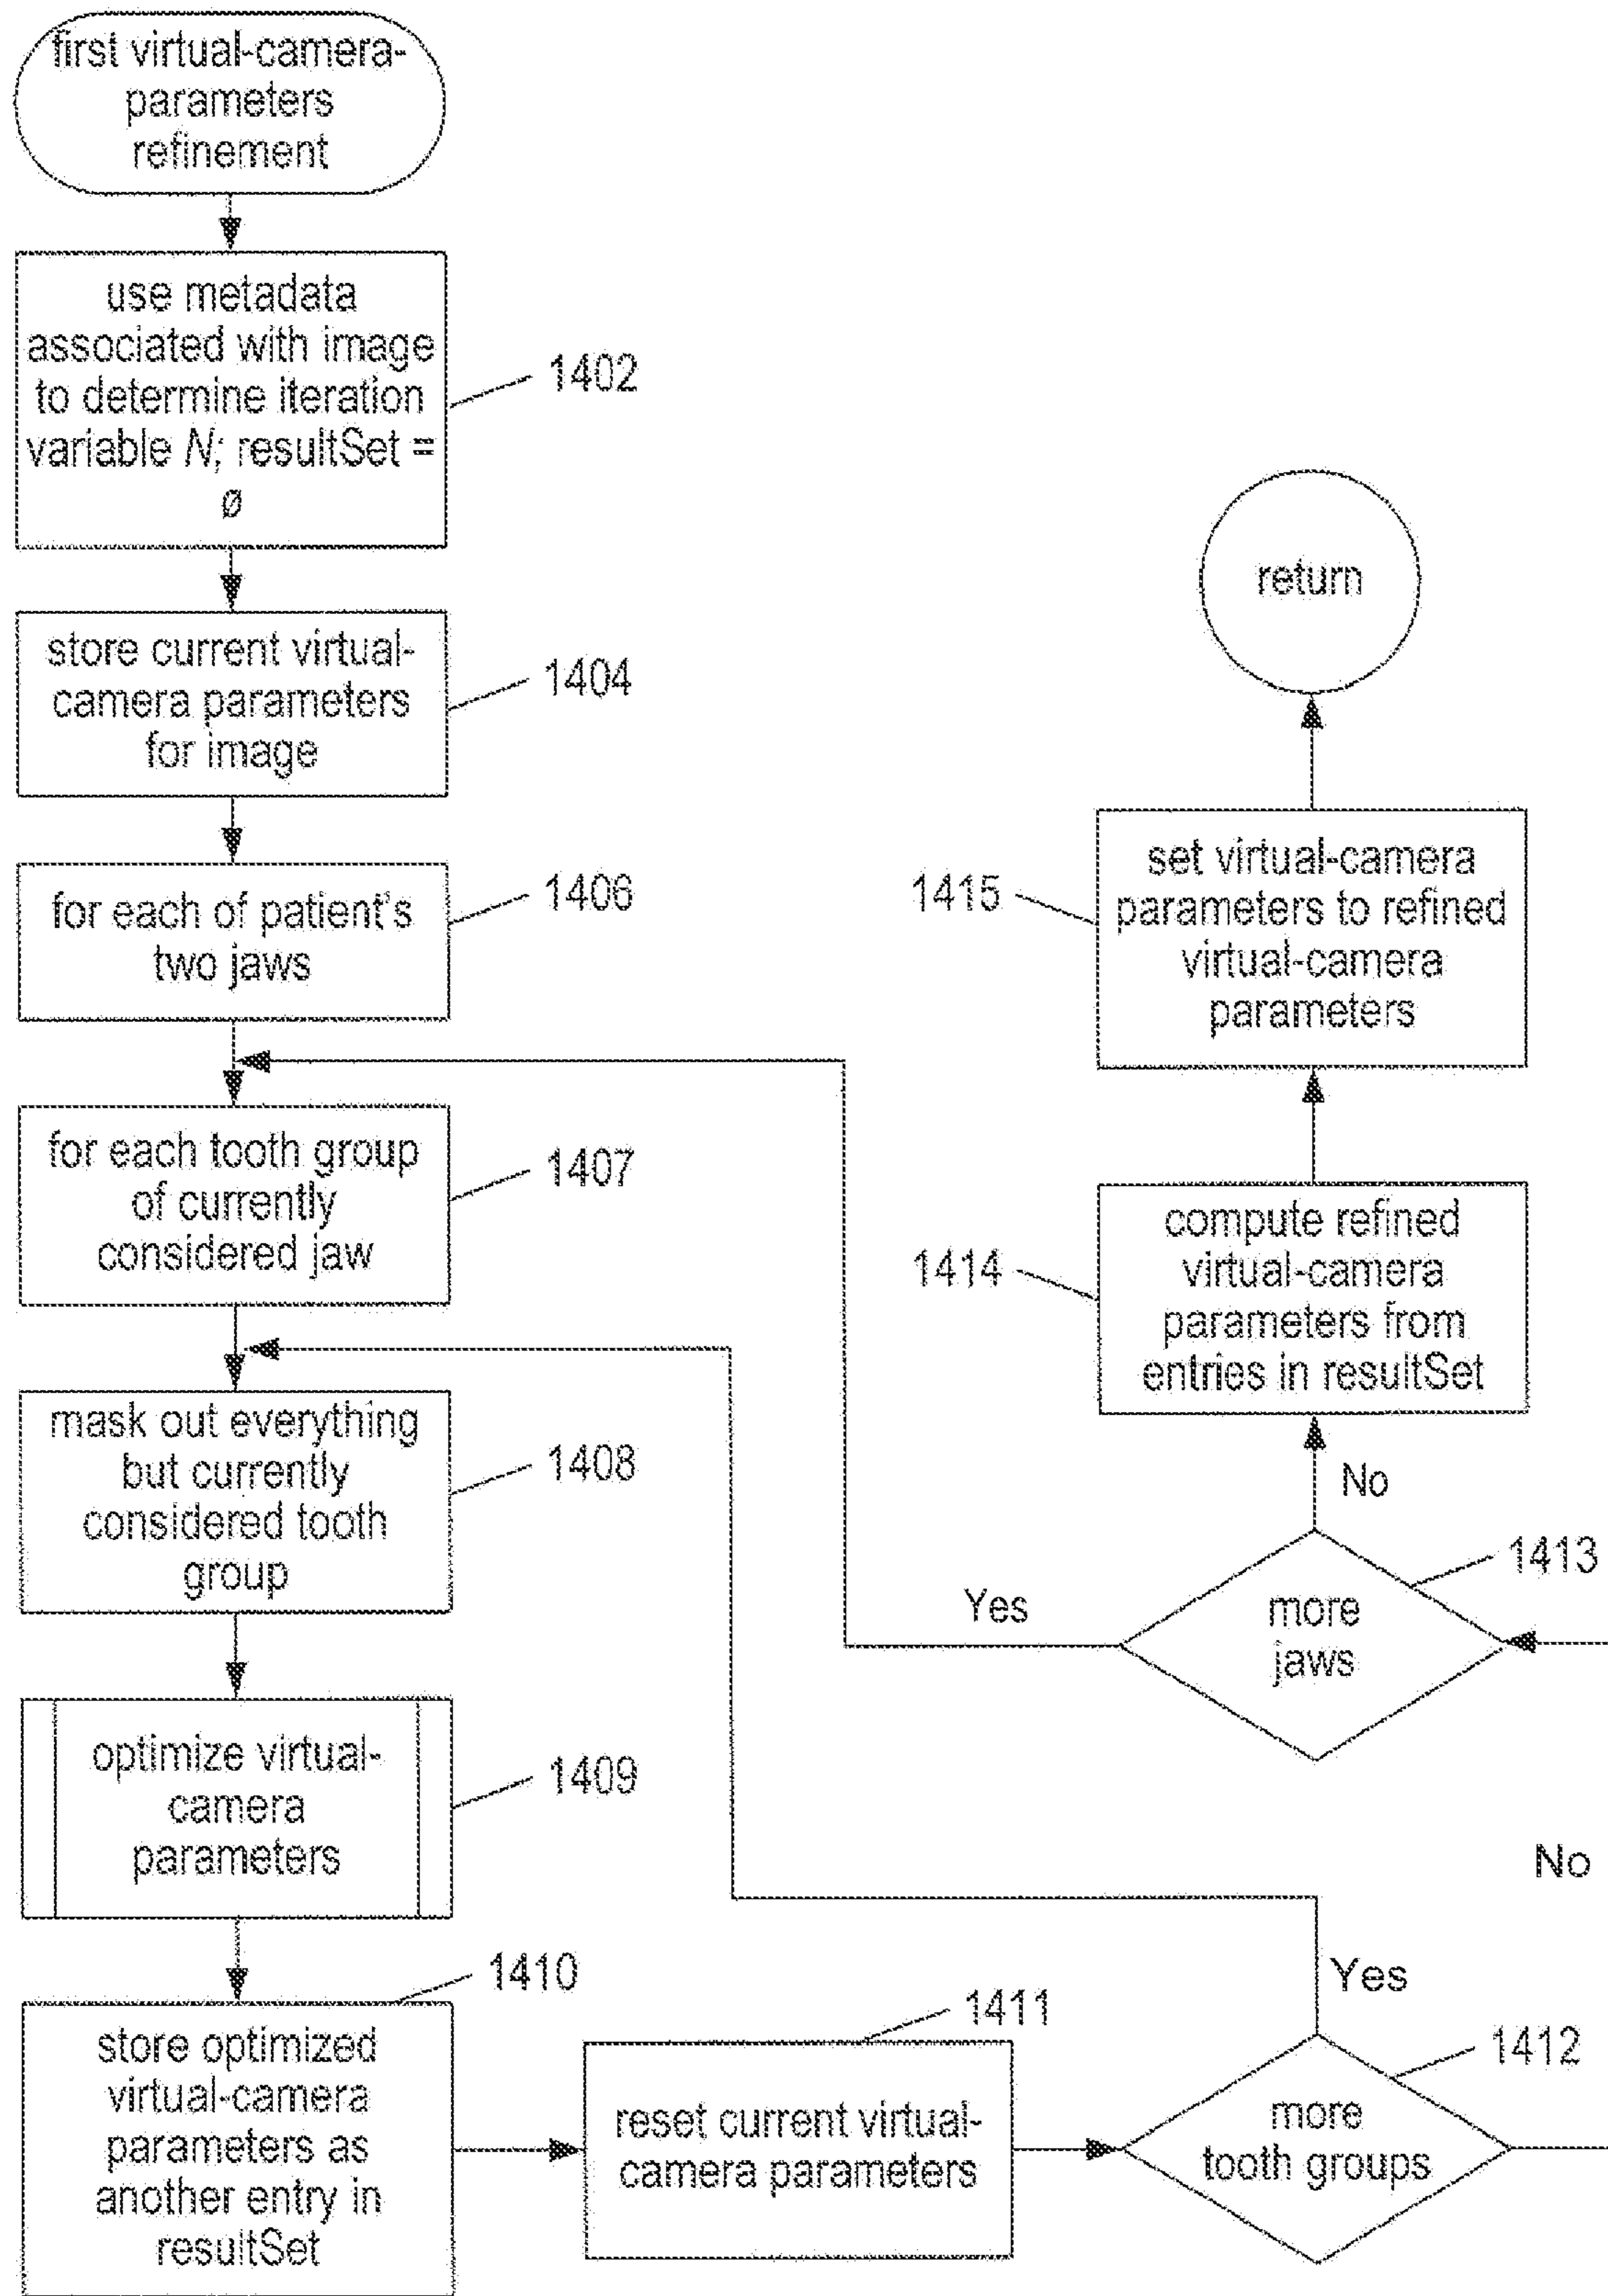 first virtual-camera-
parameters
refinement
use metadata
associated with image
to determine iteration
variable N; resultSet =
ø
1402
store current virtual-
camera parameters
for image
1404
for each of patient's
two jaws
1406
for each tooth group
of currently
considered jaw
1407
mask out everything
but currently
considered tooth
group
1408
optimize virtual-
camera
parameters
1409
store optimized
virtual-camera
parameters as
another entry in
resultSet
1410
reset current virtual-
camera parameters
1411
more
tooth groups
1412
Yes
No
more
jaws
1413
Yes
No
compute refined
virtual-camera
parameters from
entries in resultSet
1414
set virtual-camera
parameters to refined
virtual-camera
parameters
1415
return